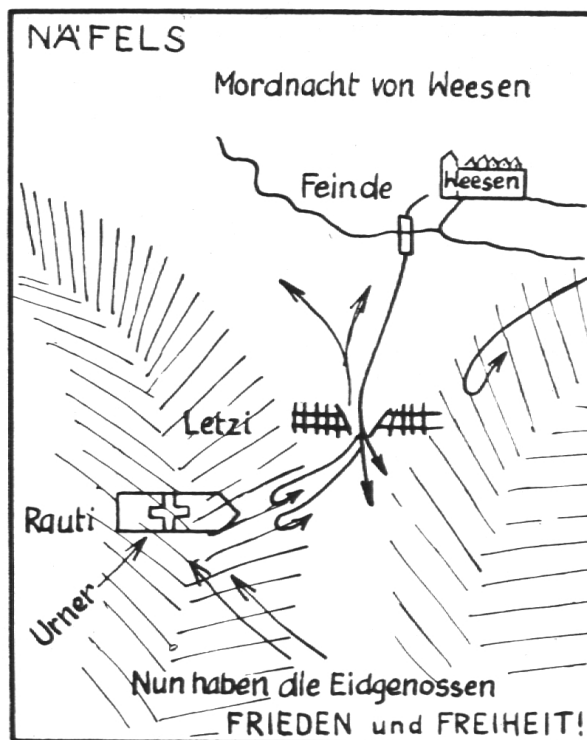 NÄFELS
Mordnacht von Weesen
Feinde
Weesen
Letzi
Rauti
Urner
Nun haben die Eidgenossen
FRIEDEN und FREIHEIT!